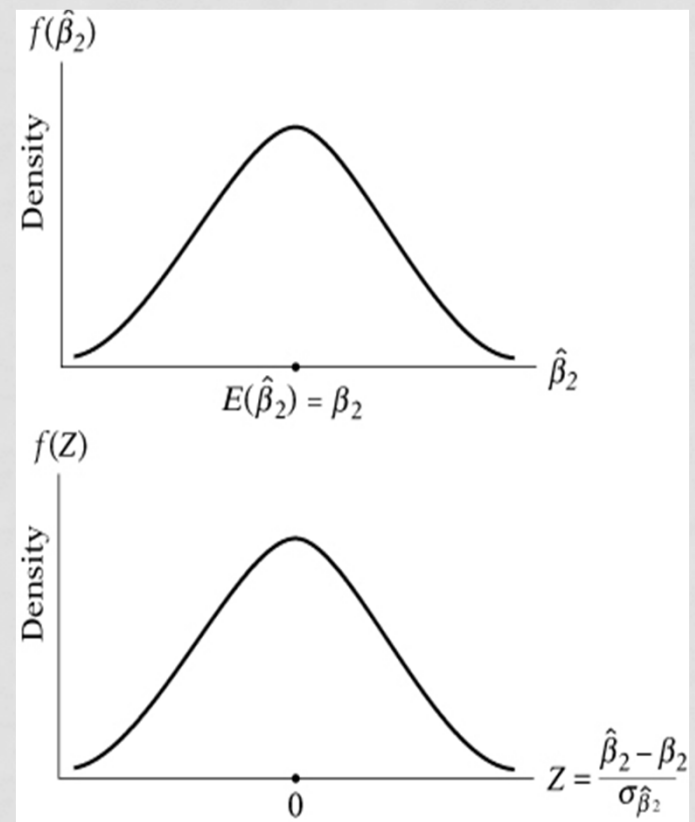 f(β̂₂)
Density
β̂₂
E(β̂₂) = β₂
f(Z)
Density
Z = (β̂₂ – β₂) / σ_β̂₂
0